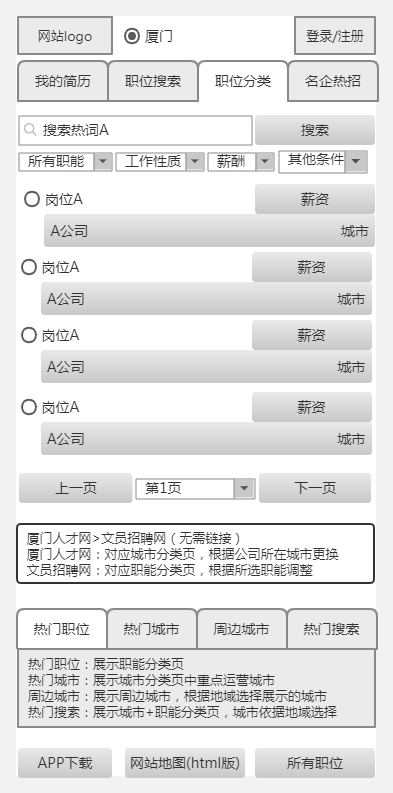 网站logo
厦门
登录/注册
我的简历
职位搜索
职位分类
名企热招
搜索热词A
搜索
所有职能
工作性质
薪酬
其他条件
岗位A
薪资
A公司
城市
岗位A
薪资
A公司
城市
岗位A
薪资
A公司
城市
岗位A
薪资
A公司
城市
上一页
第1页
下一页
厦门人才网>文员招聘网（无需链接）
厦门人才网：对应城市分类页，根据公司所在城市更换
文员招聘网：对应职能分类页，根据所选职能调整
热门职位
热门城市
周边城市
热门搜索
热门职位：展示职能分类页
热门城市：展示城市分类页中重点运营城市
周边城市：展示周边城市，根据地域选择展示的城市
热门搜索：展示城市+职能分类页，城市依据地域选择
APP下载
网站地图(html版)
所有职位